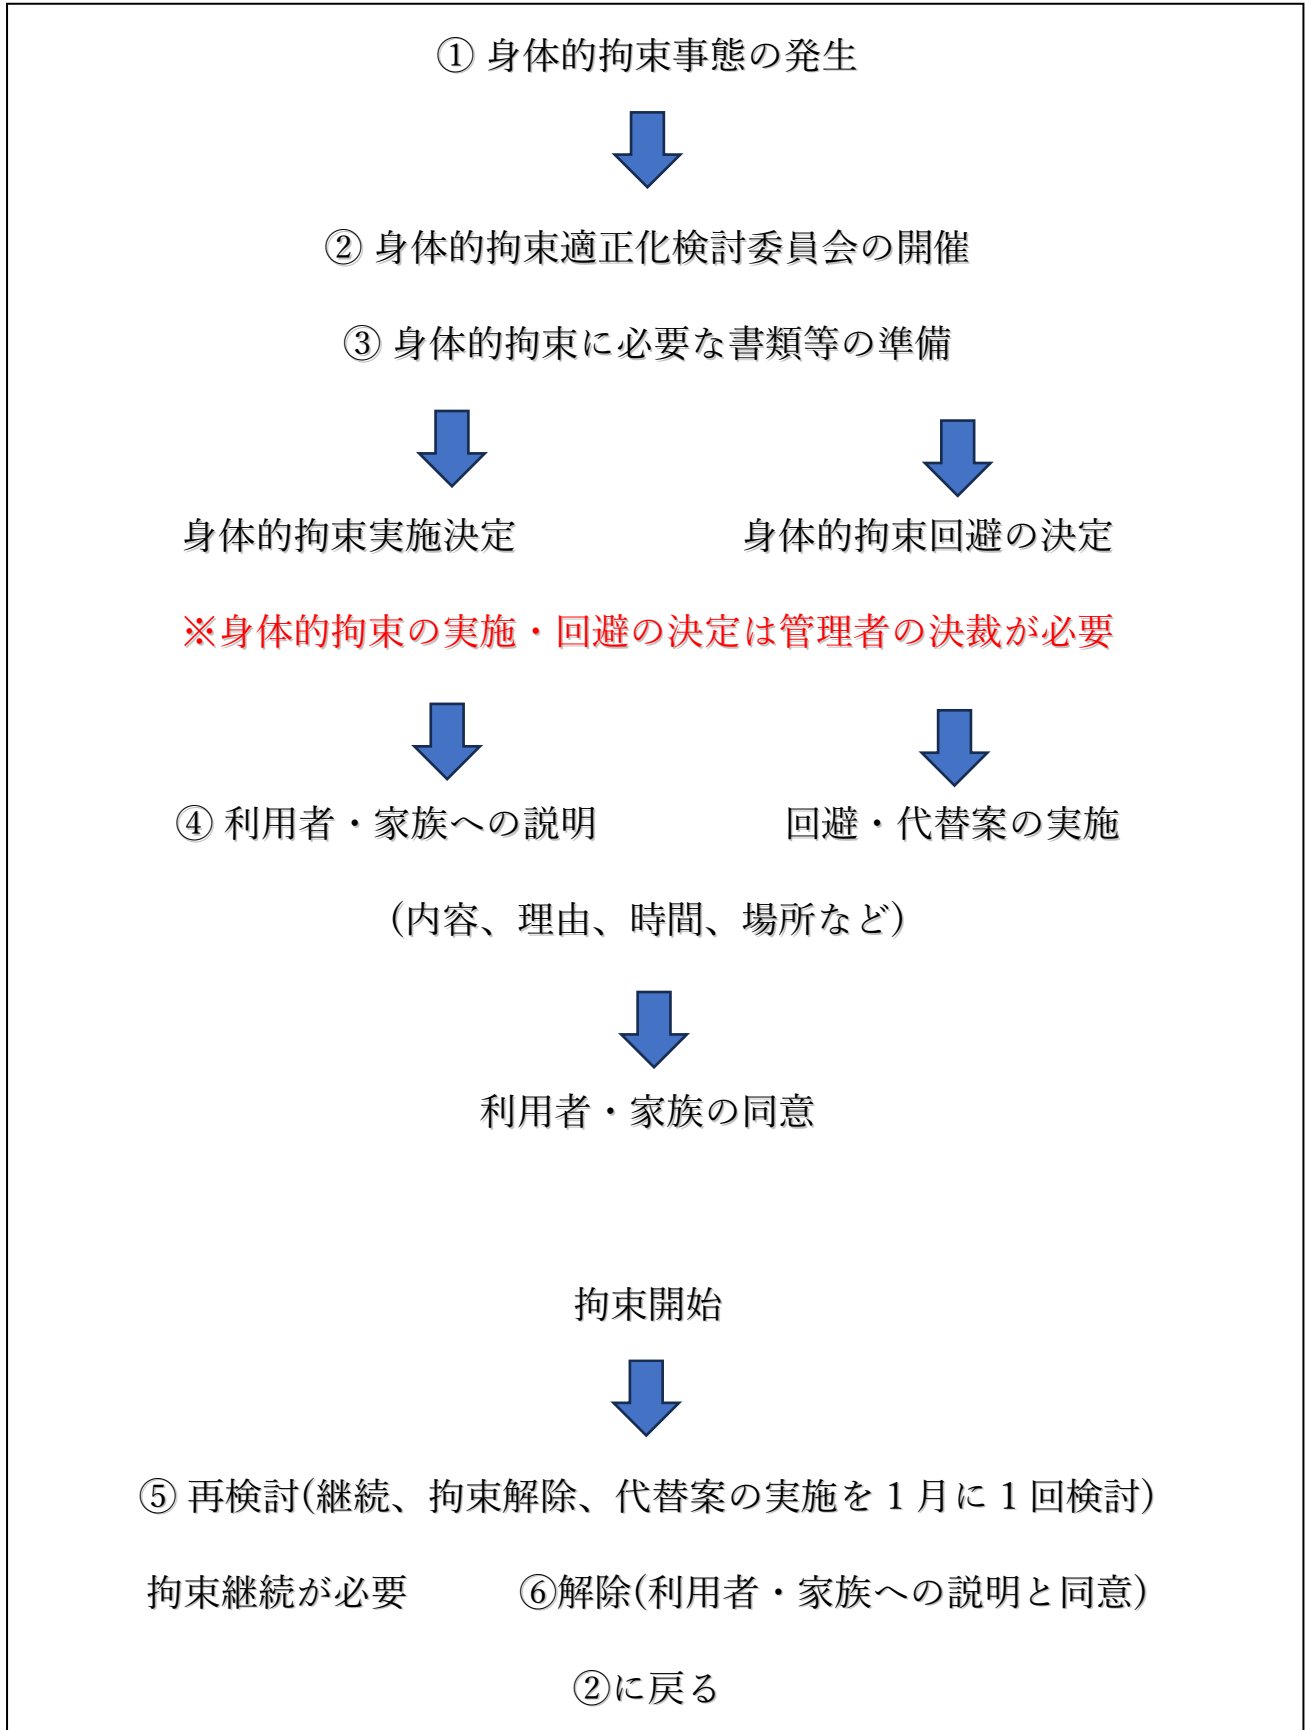 ① 身体的拘束事態の発生
② 身体的拘束適正化検討委員会の開催
③ 身体的拘束に必要な書類等の準備
身体的拘束実施決定 身体的拘束回避の決定
※身体的拘束の実施・回避の決定は管理者の決裁が必要
④ 利用者・家族への説明 回避・代替案の実施
(内容、理由、時間、場所など)
利用者・家族の同意
拘束開始
⑤ 再検討(継続、拘束解除、代替案の実施を 1 月に 1 回検討)
拘束継続が必要 ⑥解除(利用者・家族への説明と同意)
②に戻る